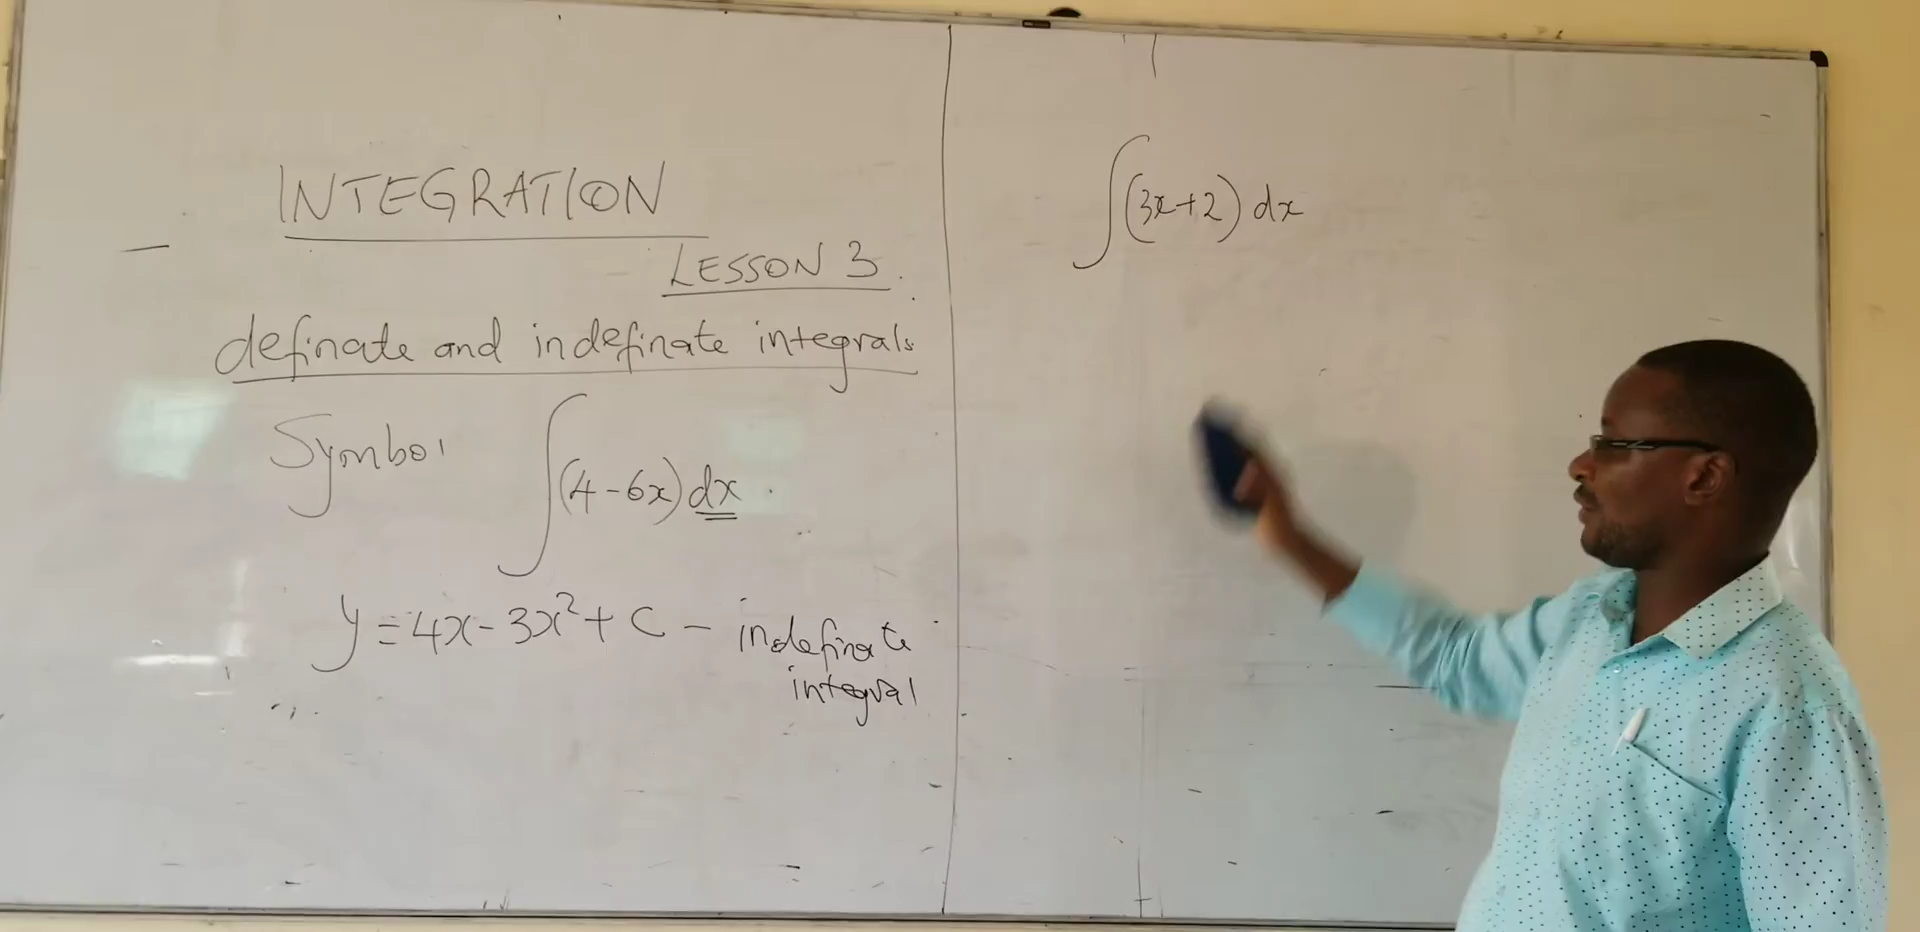 INTEGRATION
LESSON 3
definate and indefinate integrals
Symbol ∫(4-6x) dx
y = 4x - 3x² + C - indefinate
integral
∫(3x+2) dx